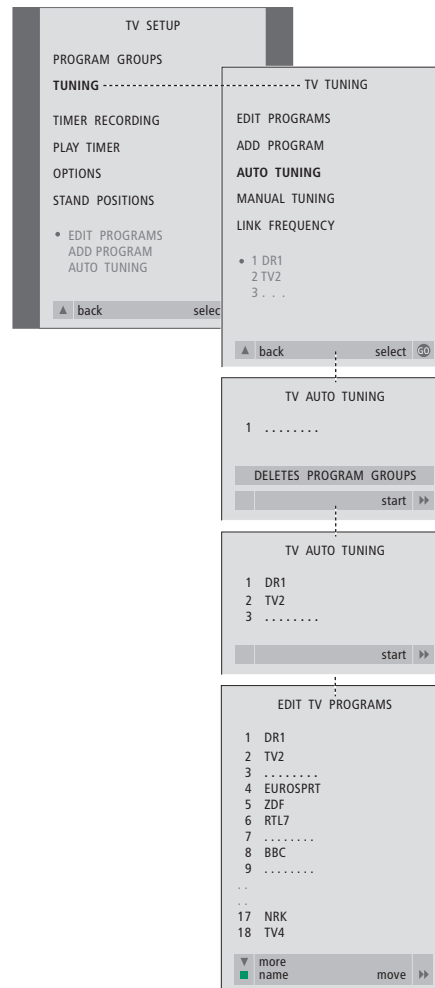 TV SETUP
PROGRAM GROUPS
TUNING
TIMER RECORDING
PLAY TIMER
OPTIONS
STAND POSITIONS
• EDIT PROGRAMS
ADD PROGRAM
AUTO TUNING
▲ back selec
TV TUNING
EDIT PROGRAMS
ADD PROGRAM
AUTO TUNING
MANUAL TUNING
LINK FREQUENCY
• 1 DR1
2 TV2
3 . . .
▲ back select GO
TV AUTO TUNING
1 ........
DELETES PROGRAM GROUPS
start
TV AUTO TUNING
1 DR1
2 TV2
3 ........
start
EDIT TV PROGRAMS
1 DR1
2 TV2
3 ........
4 EUROSPRT
5 ZDF
6 RTL7
7 ........
8 BBC
9 ........
. .
. .
17 NRK
18 TV4
▼ more
name move